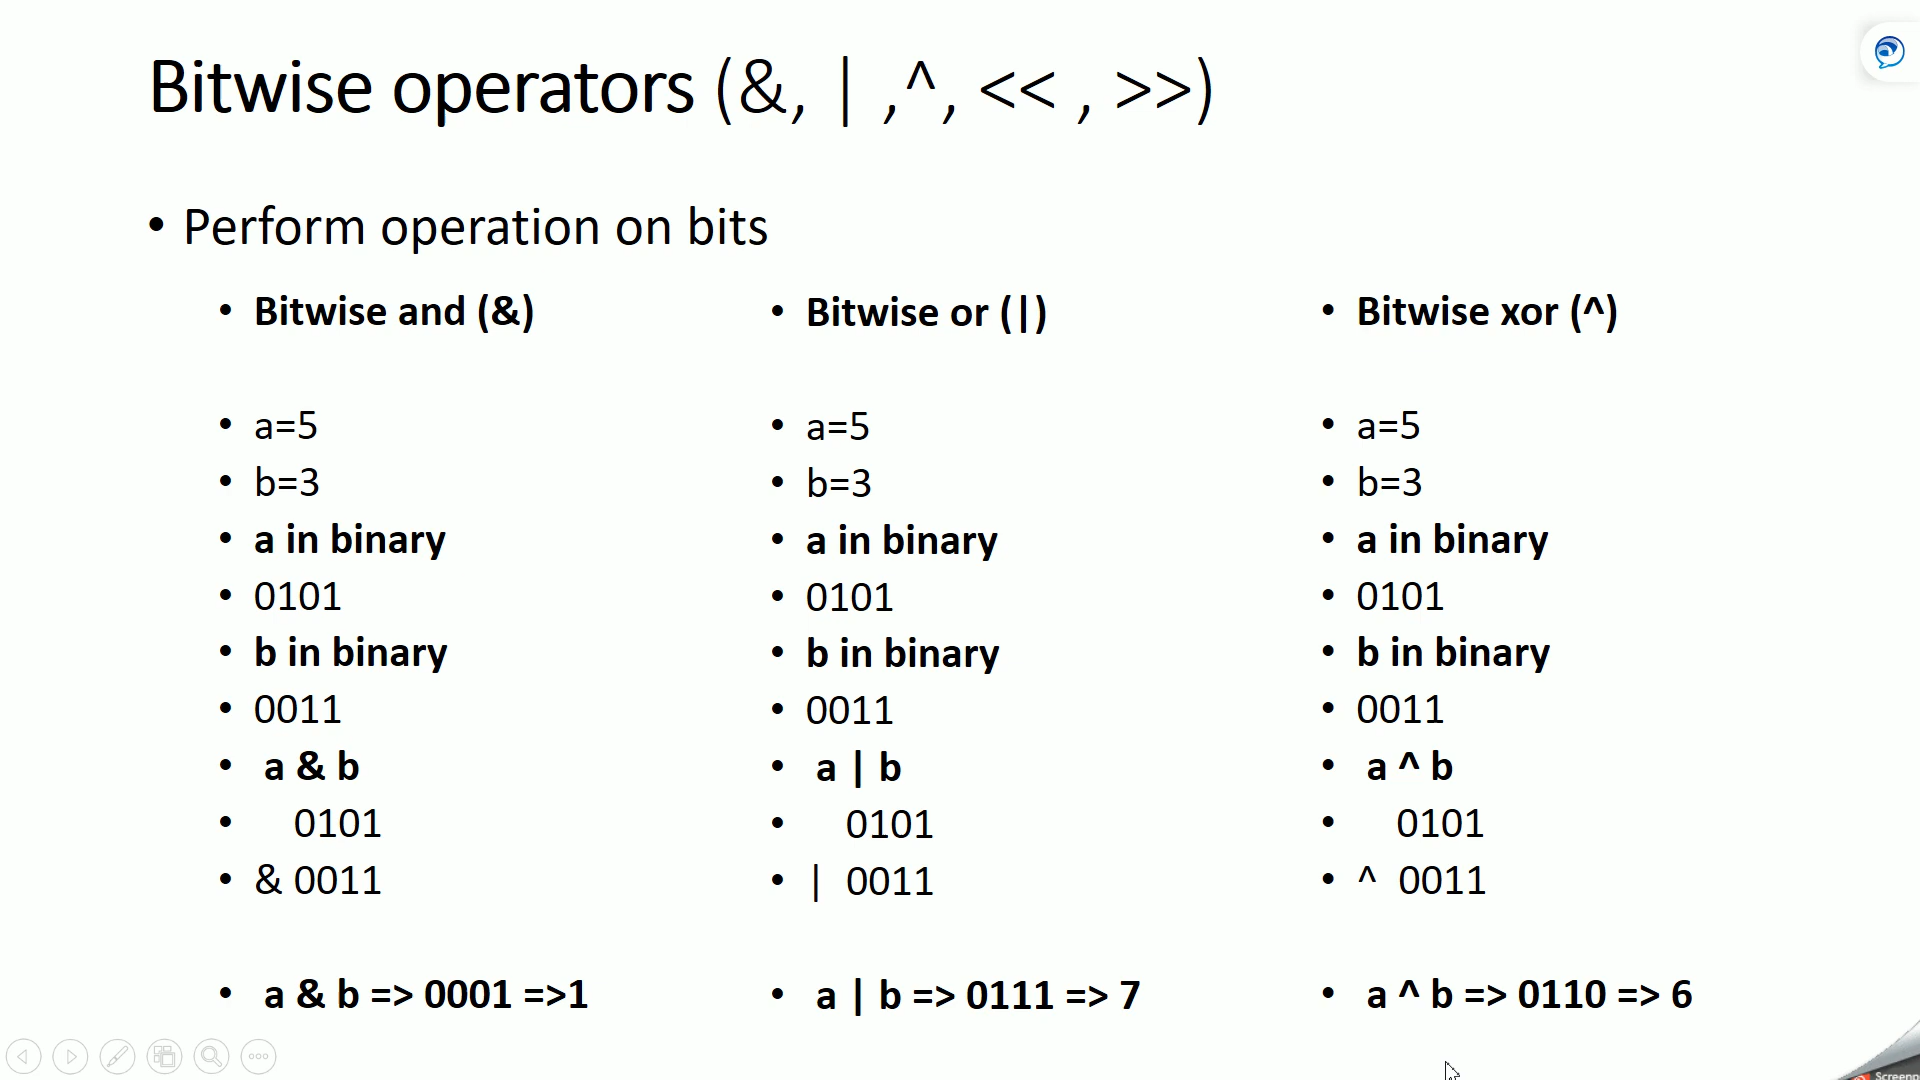 Bitwise operators (&, | ,^, << , >>)
• Perform operation on bits
• Bitwise and (&)
• a=5
• b=3
• a in binary
• 0101
• b in binary
• 0011
• a & b
• 0101
• & 0011
• a & b => 0001 =>1
• Bitwise or (|)
• a=5
• b=3
• a in binary
• 0101
• b in binary
• 0011
• a | b
• 0101
• | 0011
• a | b => 0111 => 7
• Bitwise xor (^)
• a=5
• b=3
• a in binary
• 0101
• b in binary
• 0011
• a ^ b
• 0101
• ^ 0011
• a ^ b => 0110 => 6